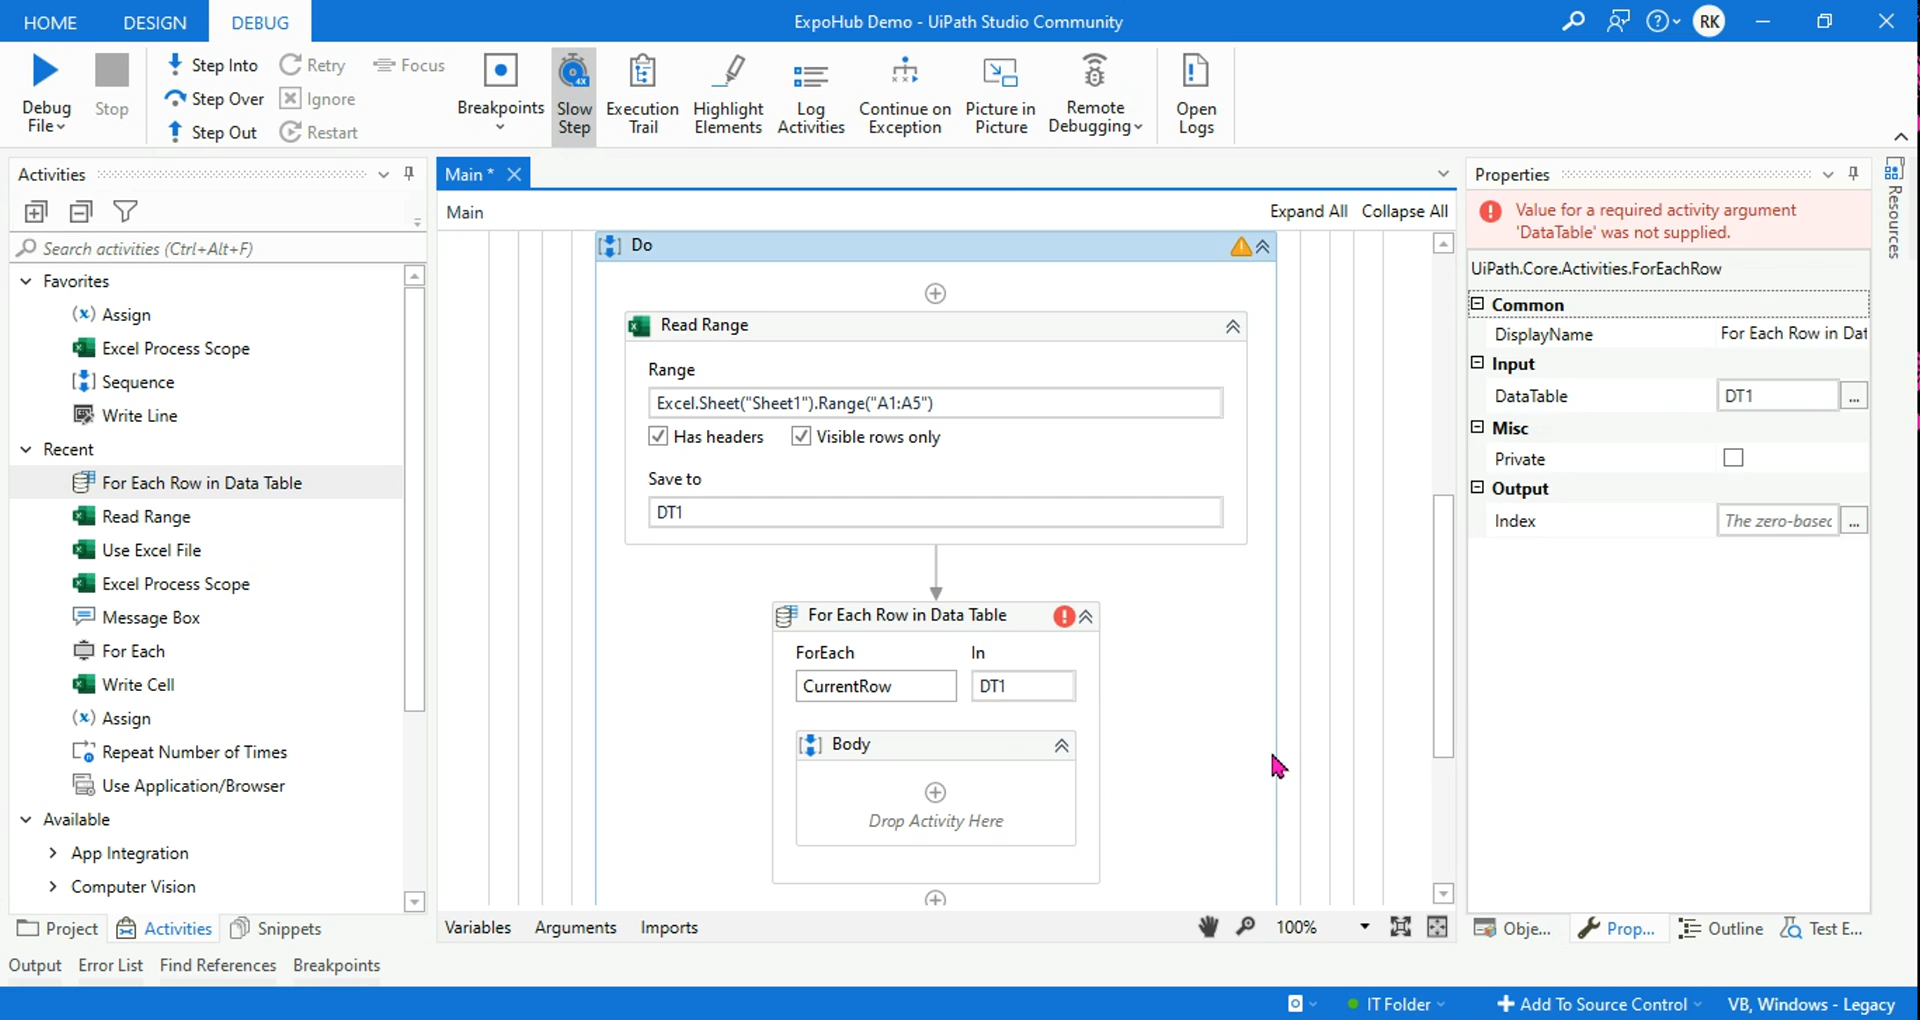 HOME
DESIGN
DEBUG
ExpoHub Demo - UiPath Studio Community
RK
Debug
File
Stop
Step Into
Step Over
Step Out
Retry
Ignore
Restart
Focus
Breakpoints
4X
Slow
Step
Execution
Trail
Highlight
Elements
Log
Activities
Continue on
Exception
Picture in
Picture
Remote
Debugging
Open
Logs
Activities
Search activities (Ctrl+Alt+F)
Favorites
Assign
Excel Process Scope
Sequence
Write Line
Recent
For Each Row in Data Table
Read Range
Use Excel File
Excel Process Scope
Message Box
For Each
Write Cell
Assign
Repeat Number of Times
Use Application/Browser
Available
App Integration
Computer Vision
Project
Activities
Snippets
Main *
Main
Expand All
Collapse All
Do
Read Range
Range
Excel.Sheet("Sheet1").Range("A1:A5")
Has headers
Visible rows only
Save to
DT1
For Each Row in Data Table
ForEach
In
CurrentRow
DT1
Body
Drop Activity Here
Variables
Arguments
Imports
100%
Properties
Value for a required activity argument
'DataTable' was not supplied.
UiPath.Core.Activities.ForEachRow
Common
DisplayName
For Each Row in Dat
Input
DataTable
DT1
...
Misc
Private
Output
Index
The zero-basec
...
Resources
Obje...
Prop...
Outline
Test E...
Output
Error List
Find References
Breakpoints
IT Folder
Add To Source Control
VB, Windows - Legacy